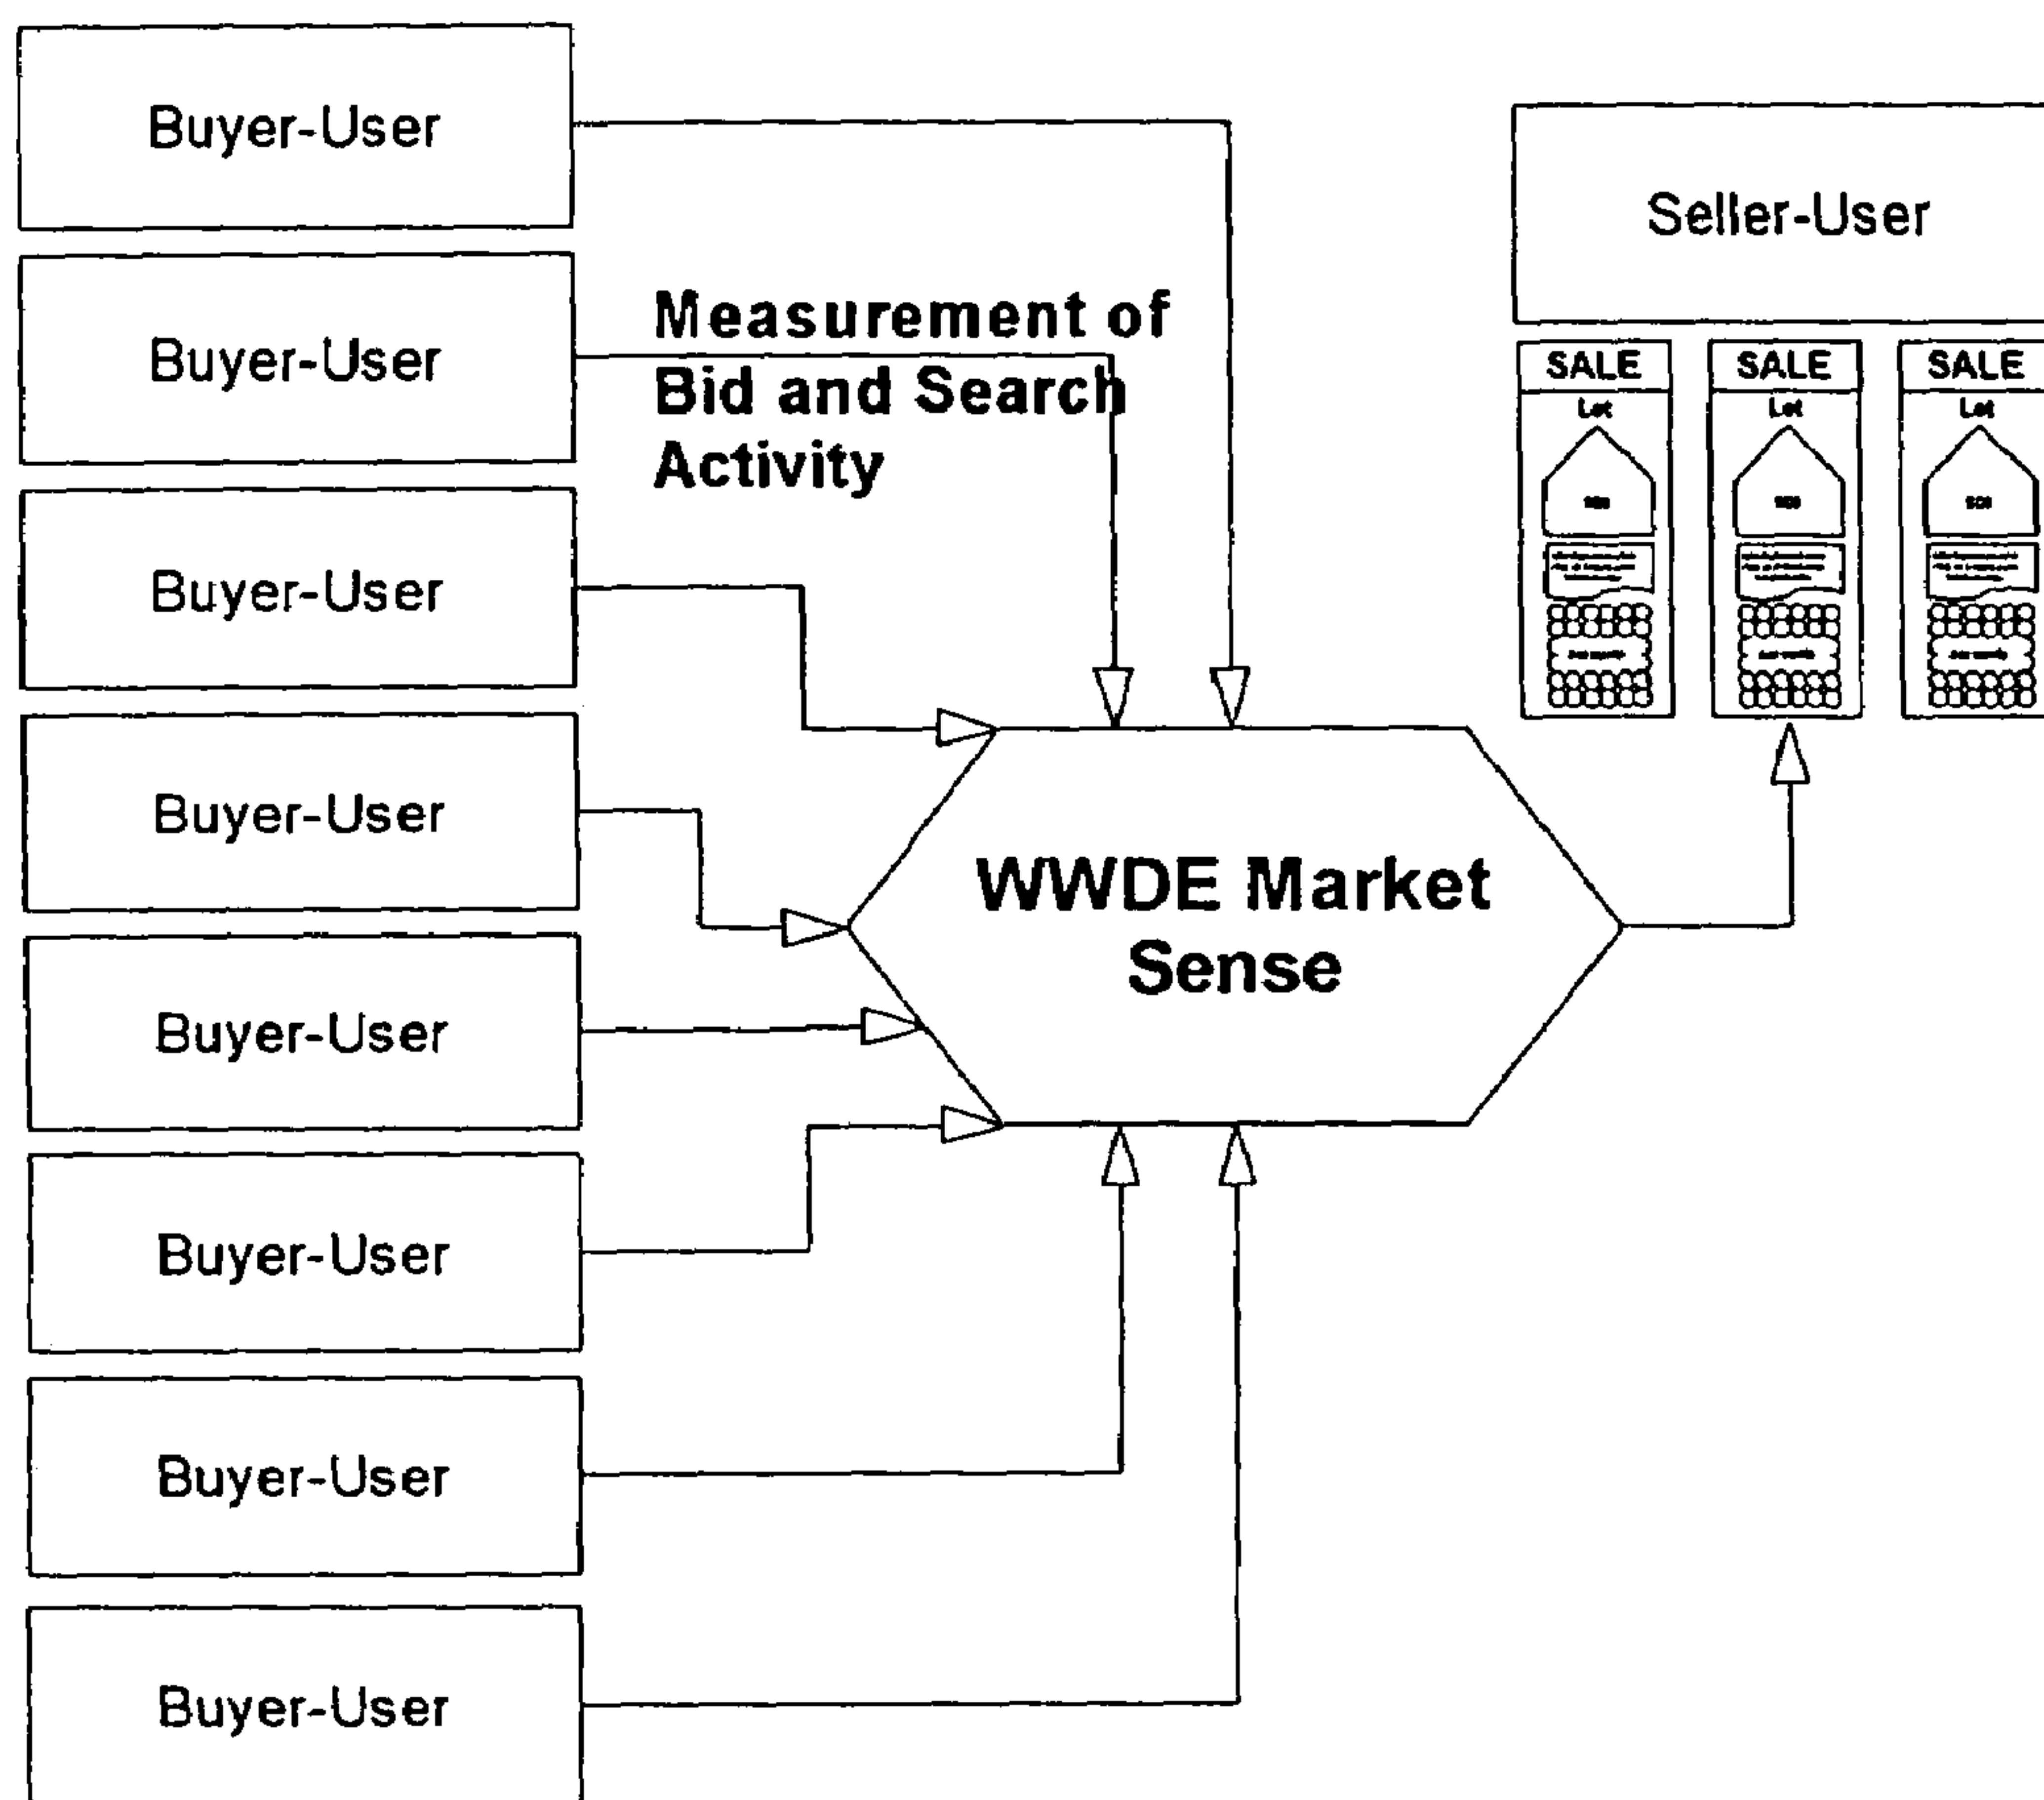 Buyer-User
Buyer-User
Buyer-User
Buyer-User
Buyer-User
Buyer-User
Buyer-User
Buyer-User
Measurement of
Bid and Search
Activity
WWDE Market
Sense
Seller-User
SALE
Lot
SALE
Lot
SALE
Lot